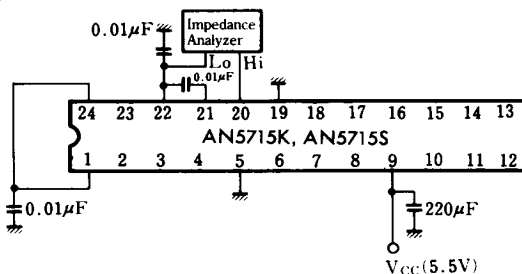 0.01μF
Impedance
Analyzer
Lo Hi
0.01μF
24 23 22 21 20 19 18 17 16 15 14 13
AN5715K, AN5715S
1 2 3 4 5 6 7 8 9 10 11 12
0.01μF
220μF
VCC(5.5V)